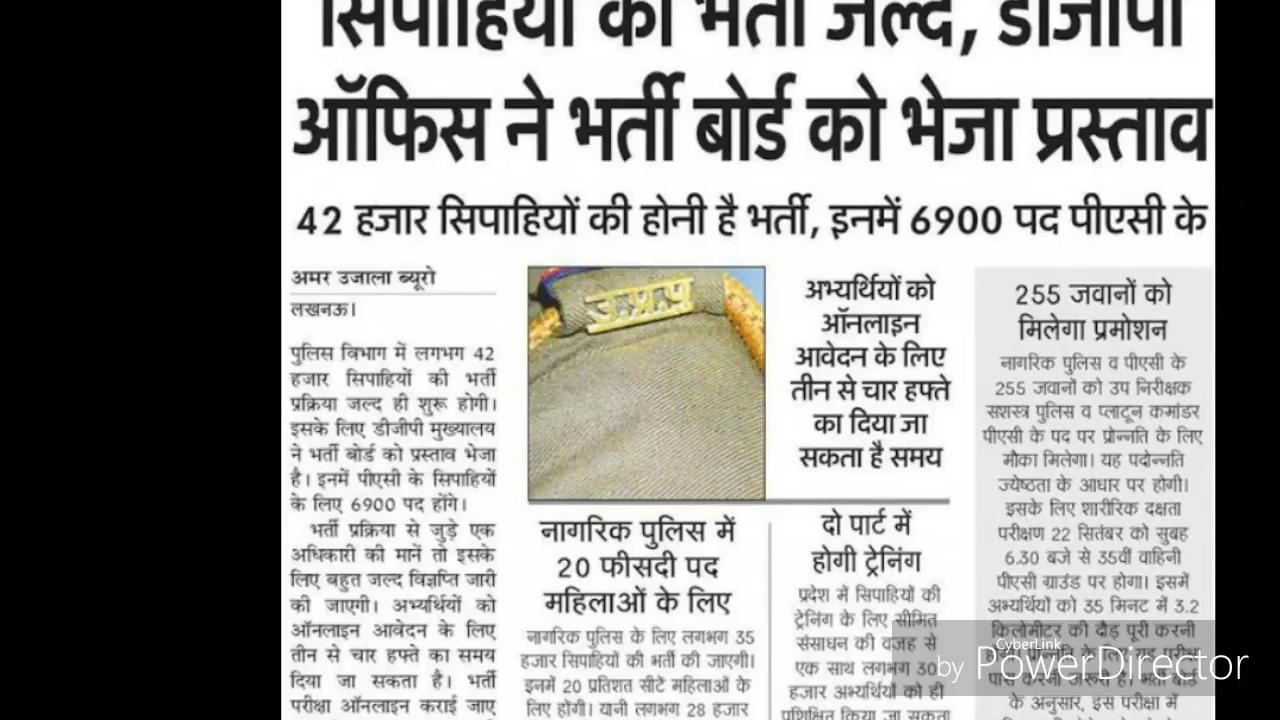 सिपाहियों की भर्ती जल्द, डीजीपी
ऑफिस ने भर्ती बोर्ड को भेजा प्रस्ताव
42 हजार सिपाहियों की होनी है भर्ती, इनमें 6900 पद पीएसी के
अमर उजाला ब्यूरो
लखनऊ।
पुलिस विभाग में लगभग 42
हजार सिपाहियों की भर्ती
प्रक्रिया जल्द ही शुरू होगी।
इसके लिए डीजीपी मुख्यालय
ने भर्ती बोर्ड को प्रस्ताव भेजा
है। इनमें पीएसी के सिपाहियों
के लिए 6900 पद होंगे।
भर्ती प्रक्रिया से जुड़े एक
अधिकारी की मानें तो इसके
लिए बहुत जल्द विज्ञप्ति जारी
की जाएगी। अभ्यर्थियों को
ऑनलाइन आवेदन के लिए
तीन से चार हफ्ते का समय
दिया जा सकता है। भर्ती
परीक्षा ऑनलाइन कराई जाए
उ.प्र.पु
नागरिक पुलिस में
20 फीसदी पद
महिलाओं के लिए
नागरिक पुलिस के लिए लगभग 35
हजार सिपाहियों की भर्ती की जाएगी।
इनमें 20 प्रतिशत सीटें महिलाओं के
लिए होंगी। यानी लगभग 28 हजार
अभ्यर्थियों को
ऑनलाइन
आवेदन के लिए
तीन से चार हफ्ते
का दिया जा
सकता है समय
दो पार्ट में
होगी ट्रेनिंग
प्रदेश में सिपाहियों की
ट्रेनिंग के लिए सीमित
संसाधन की वजह से
एक साथ लगभग 30
हजार अभ्यर्थियों को ही
प्रशिक्षित किया जा सकता
255 जवानों को
मिलेगा प्रमोशन
नागरिक पुलिस व पीएसी के
255 जवानों को उप निरीक्षक
सशस्त्र पुलिस व प्लाटून कमांडर
पीएसी के पद पर प्रोन्नति के लिए
मौका मिलेगा। यह पदोन्नति
ज्येष्ठता के आधार पर होगी।
इसके लिए शारीरिक दक्षता
परीक्षण 22 सितंबर को सुबह
6.30 बजे से 35वीं वाहिनी
पीएसी ग्राउंड पर होगा। इसमें
अभ्यर्थियों को 35 मिनट में 3.2
किलोमीटर की दौड़ पूरी करनी
के अनुसार, इस परीक्षा में
CyberLink
by PowerDirector